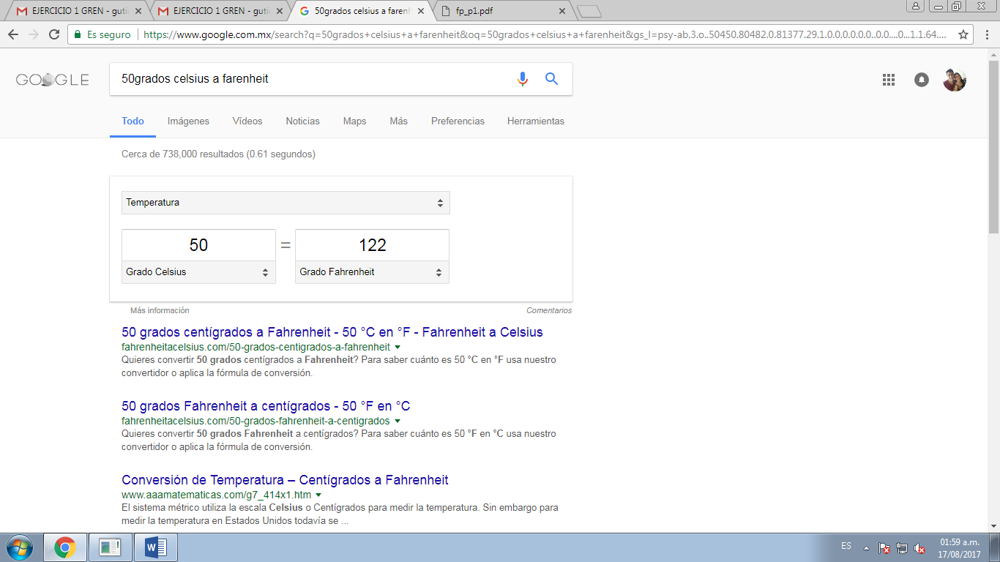 EJERCICIO 1 GREN - guti
EJERCICIO 1 GREN - guti
50grados celsius a faren
fp_p1.pdf
Es seguro
https://www.google.com.mx/search?q=50grados+celsius+a+farenheit&oq=50grados+celsius+a+farenheit&gs_l=psy-ab.3.o..50450.80482.0.81377.29.1.0.0.0.0.0.0..0.0....0...1.1.64....
GOOGLE
50grados celsius a farenheit
Todo Imágenes Vídeos Noticias Maps Más Preferencias Herramientas
Cerca de 738,000 resultados (0.61 segundos)
Temperatura
50 = 122
Grado Celsius Grado Fahrenheit
Más información Comentarios
50 grados centígrados a Fahrenheit - 50 °C en °F - Fahrenheit a Celsius
fahrenheitacelsius.com/50-grados-centigrados-a-fahrenheit
Quieres convertir 50 grados centígrados a Fahrenheit? Para saber cuánto es 50 °C en °F usa nuestro
convertidor o aplica la fórmula de conversión.
50 grados Fahrenheit a centígrados - 50 °F en °C
fahrenheitacelsius.com/50-grados-fahrenheit-a-centigrados
Quieres convertir 50 grados Fahrenheit a centígrados? Para saber cuánto es 50 °F en °C usa nuestro
convertidor o aplica la fórmula de conversión.
Conversión de Temperatura – Centígrados a Fahrenheit
www.aaamatematicas.com/g7_414x1.htm
El sistema métrico utiliza la escala Celsius o Centígrados para medir la temperatura. Sin embargo para
medir la temperatura en Estados Unidos todavía se ...
ES
01:59 a.m.
17/08/2017